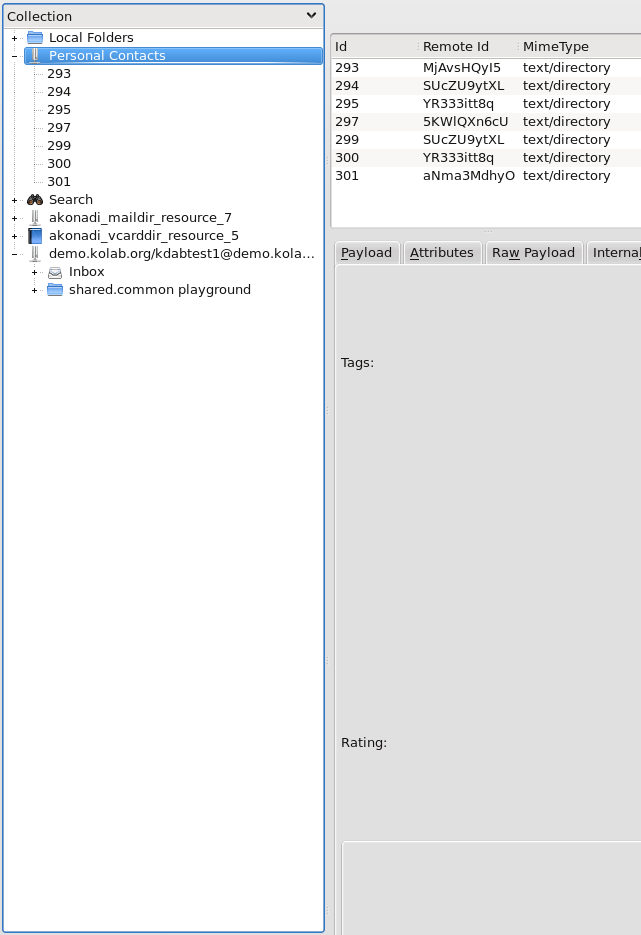 Collection
Local Folders
Personal Contacts
293
294
295
297
299
300
301
Search
akonadi_maildir_resource_7
akonadi_vcarddir_resource_5
demo.kolab.org/kdabtest1@demo.kola...
Inbox
shared.common playground
Id Remote Id MimeType
293 MjAvsHQyI5 text/directory
294 SUcZU9ytXL text/directory
295 YR333itt8q text/directory
297 5KWlQXn6cU text/directory
299 SUcZU9ytXL text/directory
300 YR333itt8q text/directory
301 aNma3MdhyO text/directory
Payload Attributes Raw Payload Internal
Tags:
Rating: